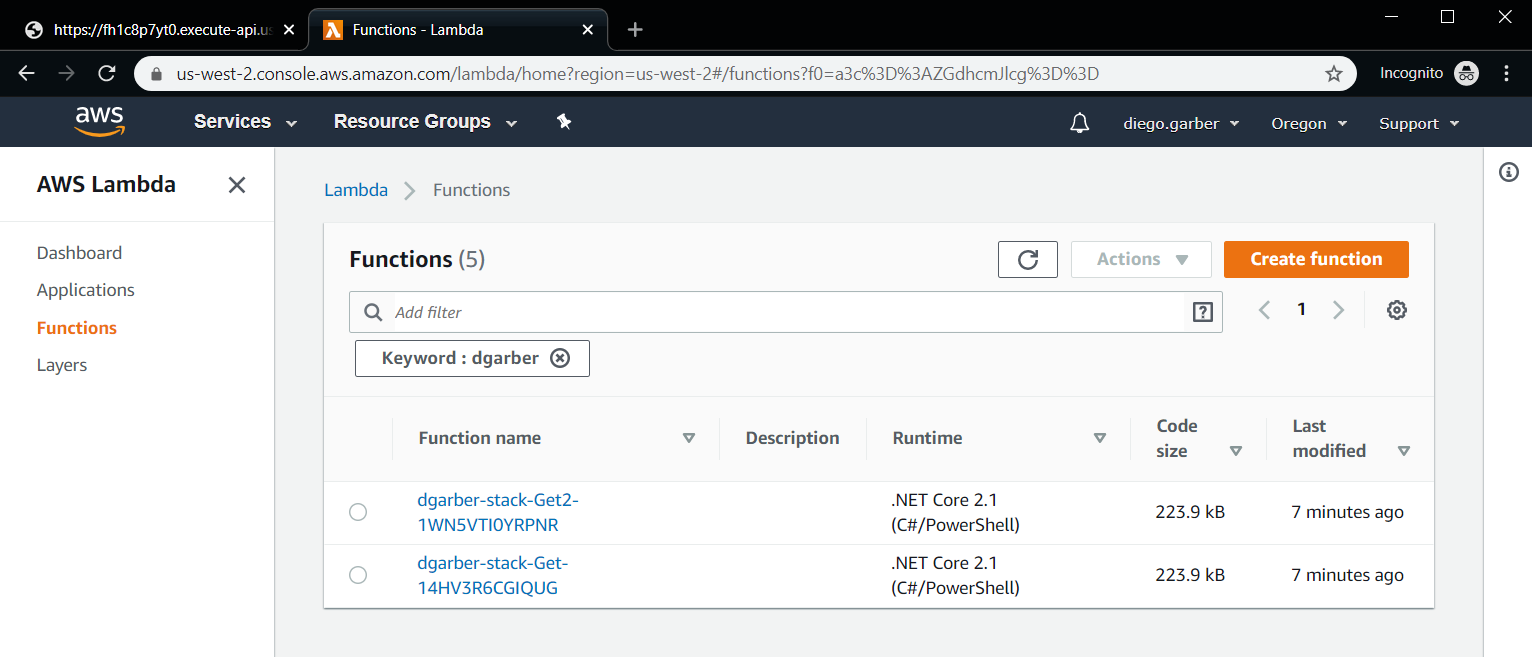 https://fh1c8p7yt0.execute-api.us
Functions - Lambda
us-west-2.console.aws.amazon.com/lambda/home?region=us-west-2#/functions?f0=a3c%3D%3AZGdhcmJlcg%3D%3D
Incognito
aws
Services
Resource Groups
diego.garber
Oregon
Support
AWS Lambda
Dashboard
Applications
Functions
Layers
Lambda
Functions
Functions (5)
Actions
Create function
Add filter
?
1
Keyword : dgarber
Function name
Description
Runtime
Code
size
Last
modified
dgarber-stack-Get2-
1WN5VTI0YRPNR
.NET Core 2.1
(C#/PowerShell)
223.9 kB
7 minutes ago
dgarber-stack-Get-
14HV3R6CGIQUG
.NET Core 2.1
(C#/PowerShell)
223.9 kB
7 minutes ago